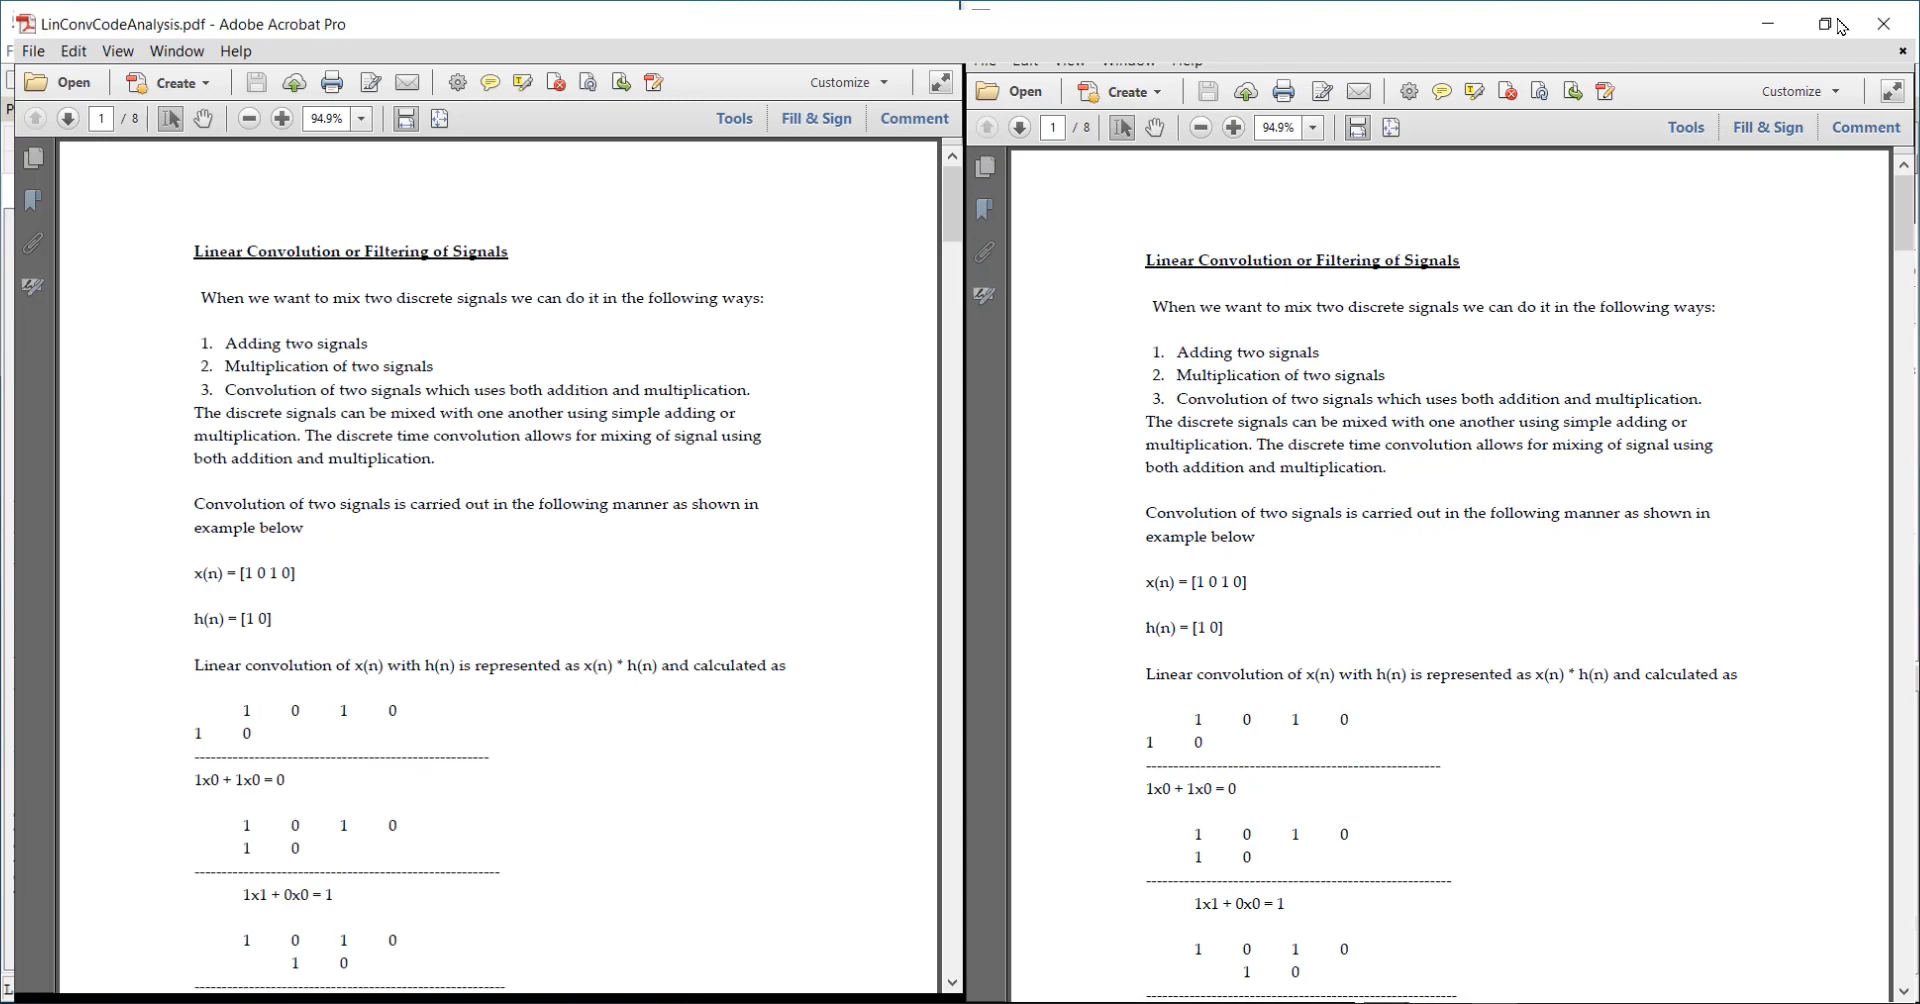 LinConvCodeAnalysis.pdf - Adobe Acrobat Pro
File Edit View Window Help
Open Create Customize
1 / 8 94.9% Tools Fill & Sign Comment
Linear Convolution or Filtering of Signals
When we want to mix two discrete signals we can do it in the following ways:
1. Adding two signals
2. Multiplication of two signals
3. Convolution of two signals which uses both addition and multiplication.
The discrete signals can be mixed with one another using simple adding or
multiplication. The discrete time convolution allows for mixing of signal using
both addition and multiplication.
Convolution of two signals is carried out in the following manner as shown in
example below
x(n) = [1 0 1 0]
h(n) = [1 0]
Linear convolution of x(n) with h(n) is represented as x(n) * h(n) and calculated as
1 0 1 0
1 0
------------------------------------------------------
1x0 + 1x0 = 0
1 0 1 0
1 0
--------------------------------------------------------
1x1 + 0x0 = 1
1 0 1 0
1 0
---------------------------------------------------------
Open Create Customize
1 / 8 94.9% Tools Fill & Sign Comment
Linear Convolution or Filtering of Signals
When we want to mix two discrete signals we can do it in the following ways:
1. Adding two signals
2. Multiplication of two signals
3. Convolution of two signals which uses both addition and multiplication.
The discrete signals can be mixed with one another using simple adding or
multiplication. The discrete time convolution allows for mixing of signal using
both addition and multiplication.
Convolution of two signals is carried out in the following manner as shown in
example below
x(n) = [1 0 1 0]
h(n) = [1 0]
Linear convolution of x(n) with h(n) is represented as x(n) * h(n) and calculated as
1 0 1 0
1 0
------------------------------------------------------
1x0 + 1x0 = 0
1 0 1 0
1 0
--------------------------------------------------------
1x1 + 0x0 = 1
1 0 1 0
1 0
---------------------------------------------------------